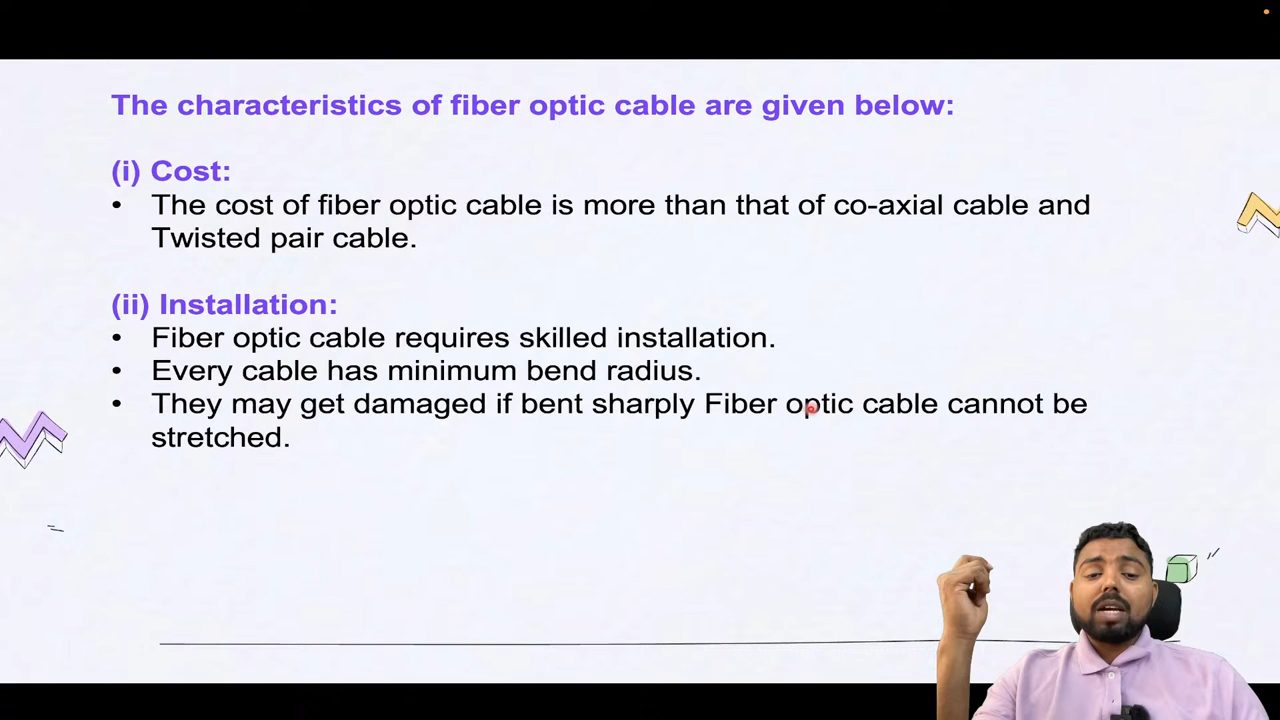 The characteristics of fiber optic cable are given below:
(i) Cost:
• The cost of fiber optic cable is more than that of co-axial cable and
Twisted pair cable.
(ii) Installation:
• Fiber optic cable requires skilled installation.
• Every cable has minimum bend radius.
• They may get damaged if bent sharply Fiber optic cable cannot be
stretched.